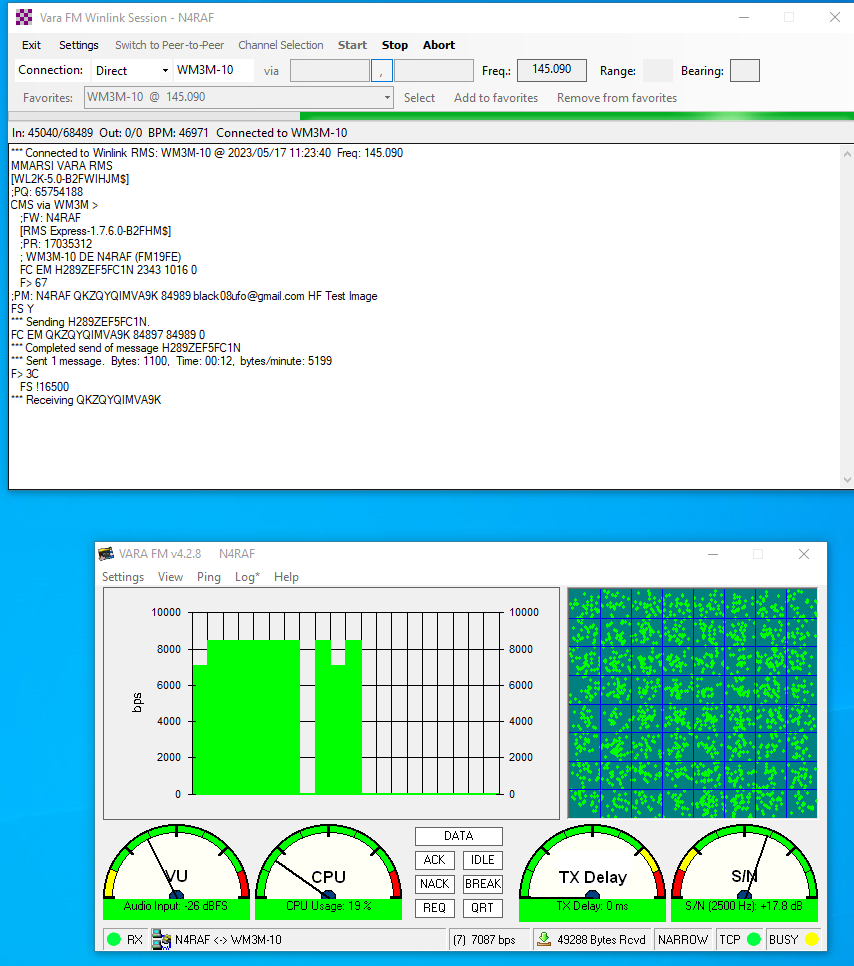 Vara FM Winlink Session - N4RAF
Exit Settings Switch to Peer-to-Peer Channel Selection Start Stop Abort
Connection: Direct WM3M-10 via , Freq.: 145.090 Range: Bearing:
Favorites: WM3M-10 @ 145.090 Select Add to favorites Remove from favorites
In: 45040/68489 Out: 0/0 BPM: 46971 Connected to WM3M-10
*** Connected to Winlink RMS: WM3M-10 @ 2023/05/17 11:23:40 Freq: 145.090
MMARSI VARA RMS
[WL2K-5.0-B2FWIHJM$]
;PQ: 65754188
CMS via WM3M >
;FW: N4RAF
[RMS Express-1.7.6.0-B2FHM$]
;PR: 17035312
; WM3M-10 DE N4RAF (FM19FE)
FC EM H289ZEF5FC1N 2343 1016 0
F> 67
;PM: N4RAF QKZQYQIMVA9K 84989 black08ufo@gmail.com HF Test Image
FS Y
*** Sending H289ZEF5FC1N.
FC EM QKZQYQIMVA9K 84897 84989 0
*** Completed send of message H289ZEF5FC1N
*** Sent 1 message. Bytes: 1100, Time: 00:12, bytes/minute: 5199
F> 3C
FS !16500
*** Receiving QKZQYQIMVA9K
VARA FM v4.2.8 N4RAF
Settings View Ping Log* Help
10000 10000
8000 8000
6000 6000
bps
4000 4000
2000 2000
0 0
DATA
ACK IDLE
NACK BREAK
REQ QRT
VU CPU TX Delay S/N
Audio Input: -26 dBFS CPU Usage: 19 % TX Delay: 0 ms S/N (2500 Hz): +17.8 dB
RX N4RAF <-> WM3M-10 (7) 7087 bps 49288 Bytes Rcvd NARROW TCP BUSY